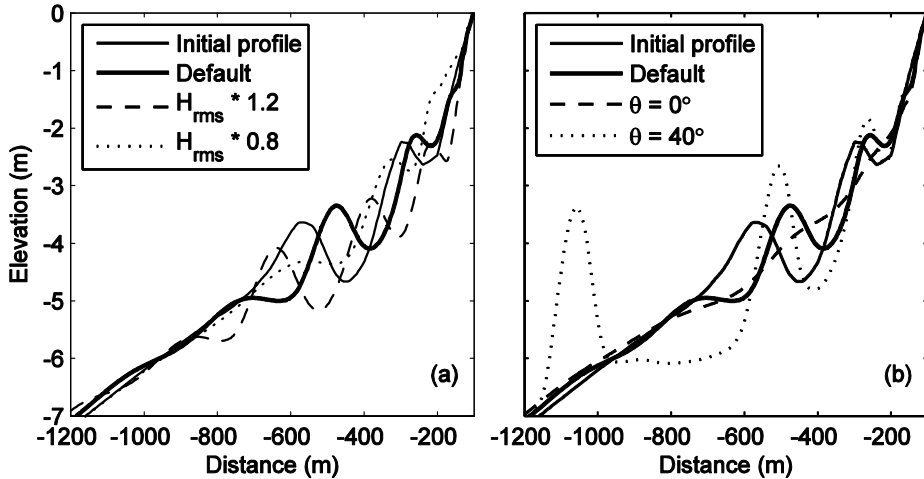 0
-1
-2
-3
-4
-5
-6
-7
Elevation (m)
Initial profile
Default
H_rms * 1.2
H_rms * 0.8
(a)
-1200 -1000 -800 -600 -400 -200
Distance (m)
Initial profile
Default
θ = 0°
θ = 40°
(b)
-1200 -1000 -800 -600 -400 -200
Distance (m)